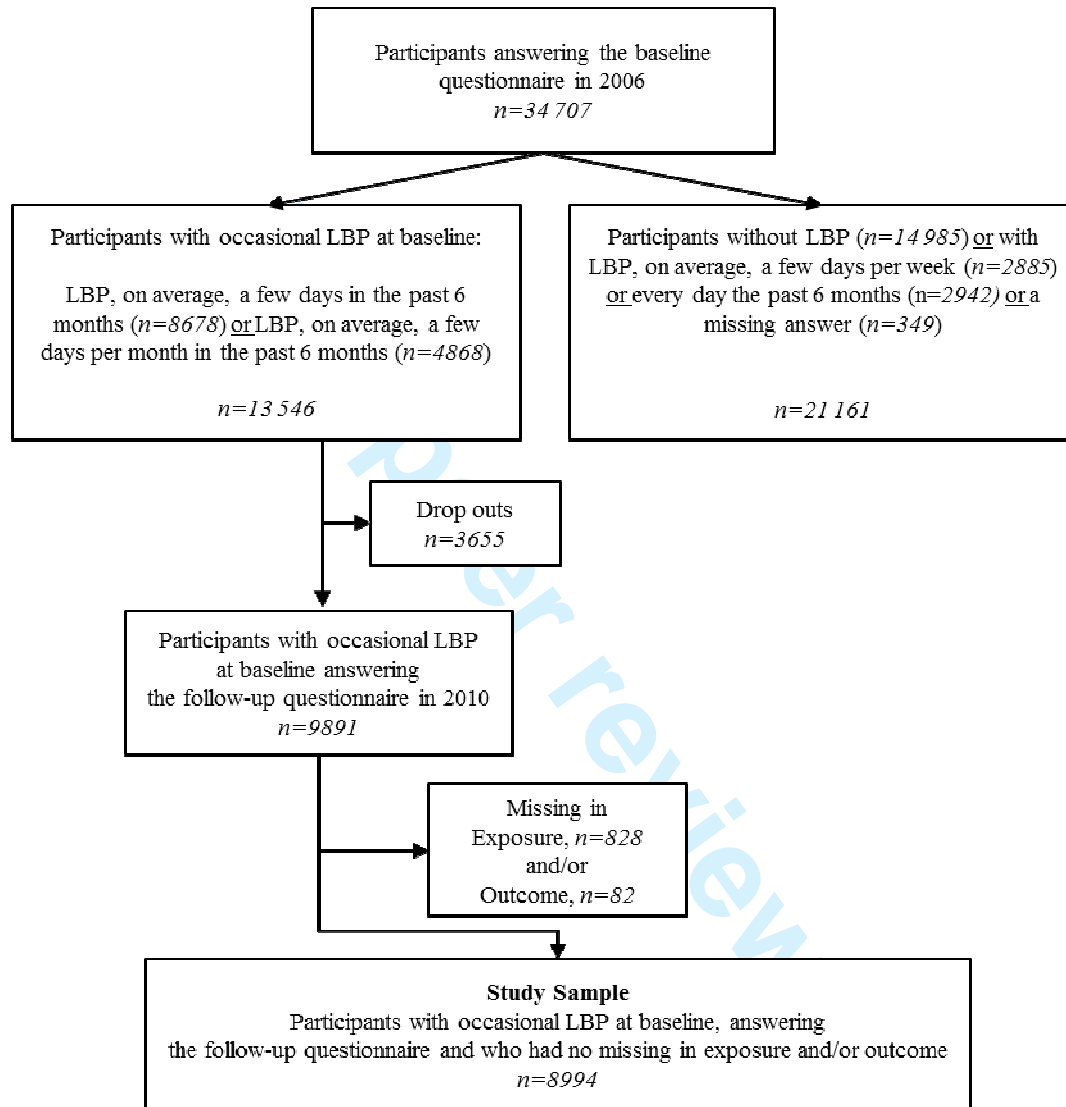 Participants answering the baseline
questionnaire in 2006
n=34 707
Participants with occasional LBP at baseline:
LBP, on average, a few days in the past 6
months (n=8678) or LBP, on average, a few
days per month in the past 6 months (n=4868)
n=13 546
Participants without LBP (n=14 985) or with
LBP, on average, a few days per week (n=2885)
or every day the past 6 months (n=2942) or a
missing answer (n=349)
n=21 161
Drop outs
n=3655
Participants with occasional LBP
at baseline answering
the follow-up questionnaire in 2010
n=9891
Missing in
Exposure, n=828
and/or
Outcome, n=82
Study Sample
Participants with occasional LBP at baseline, answering
the follow-up questionnaire and who had no missing in exposure and/or outcome
n=8994
per review